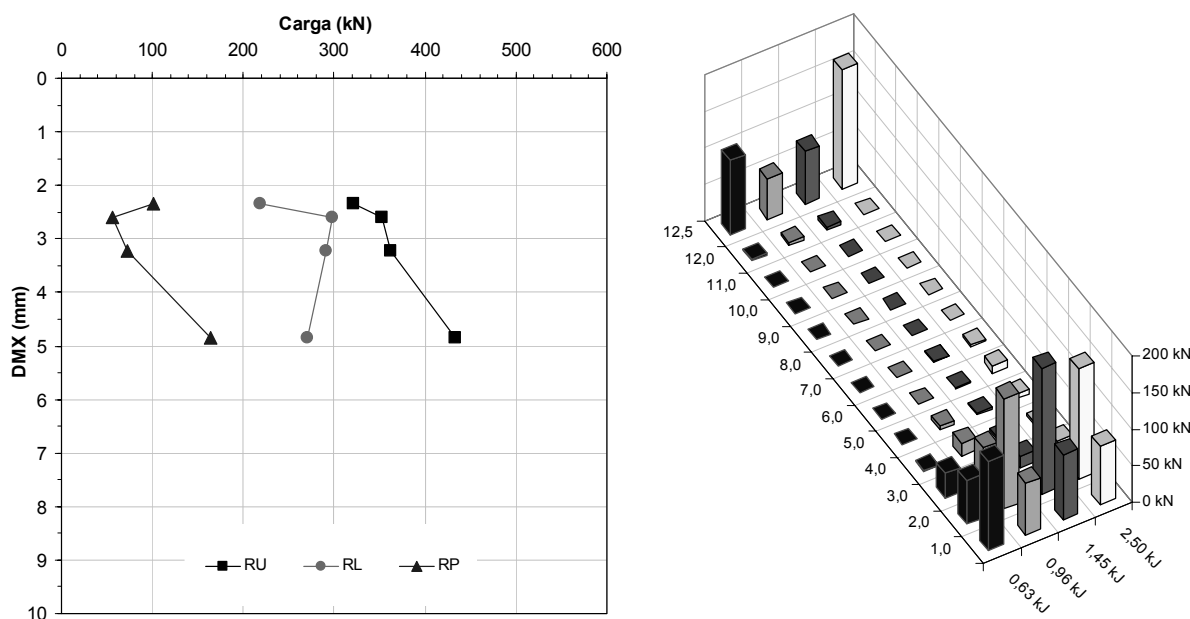 Carga (kN)
0 100 200 300 400 500 600
DMX (mm)
0
1
2
3
4
5
6
7
8
9
10
RU RL RP
12,5
12,0
11,0
10,0
9,0
8,0
7,0
6,0
5,0
4,0
3,0
2,0
1,0
0,63 kJ
0,96 kJ
1.45 kJ
2,50 kJ
200 kN
150 kN
100 kN
50 kN
0 kN